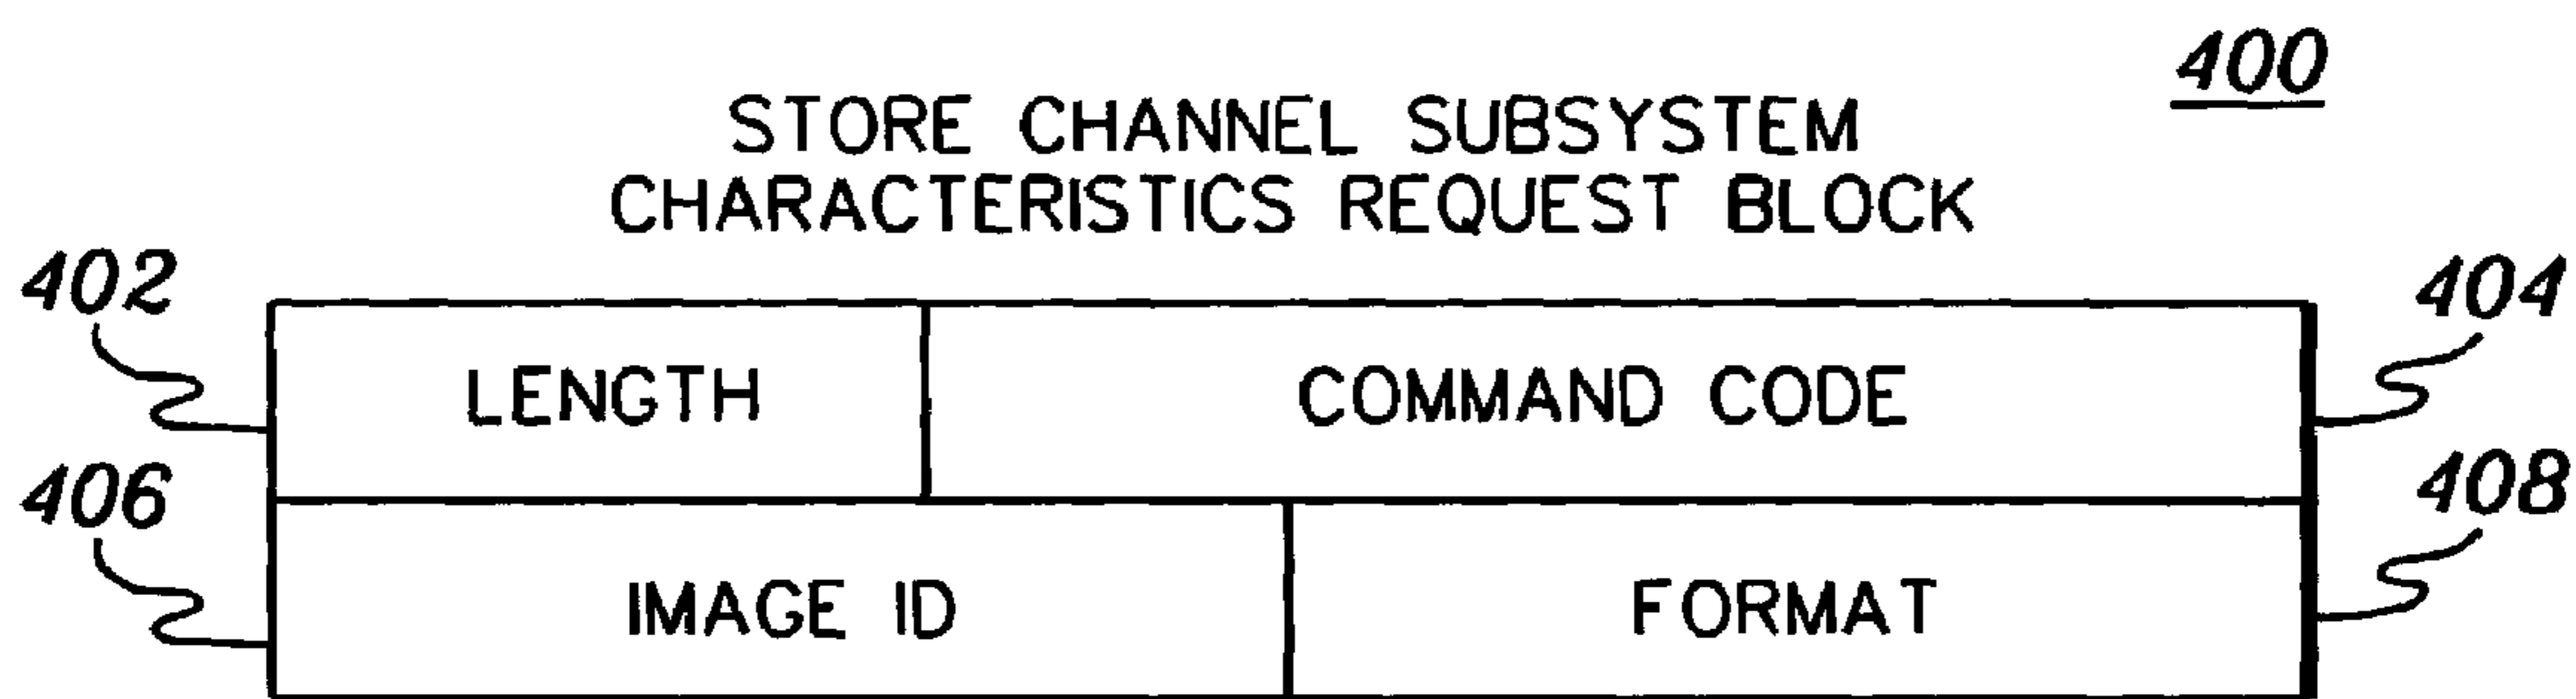 400
STORE CHANNEL SUBSYSTEM
CHARACTERISTICS REQUEST BLOCK
402
404
LENGTH
COMMAND CODE
406
408
IMAGE ID
FORMAT